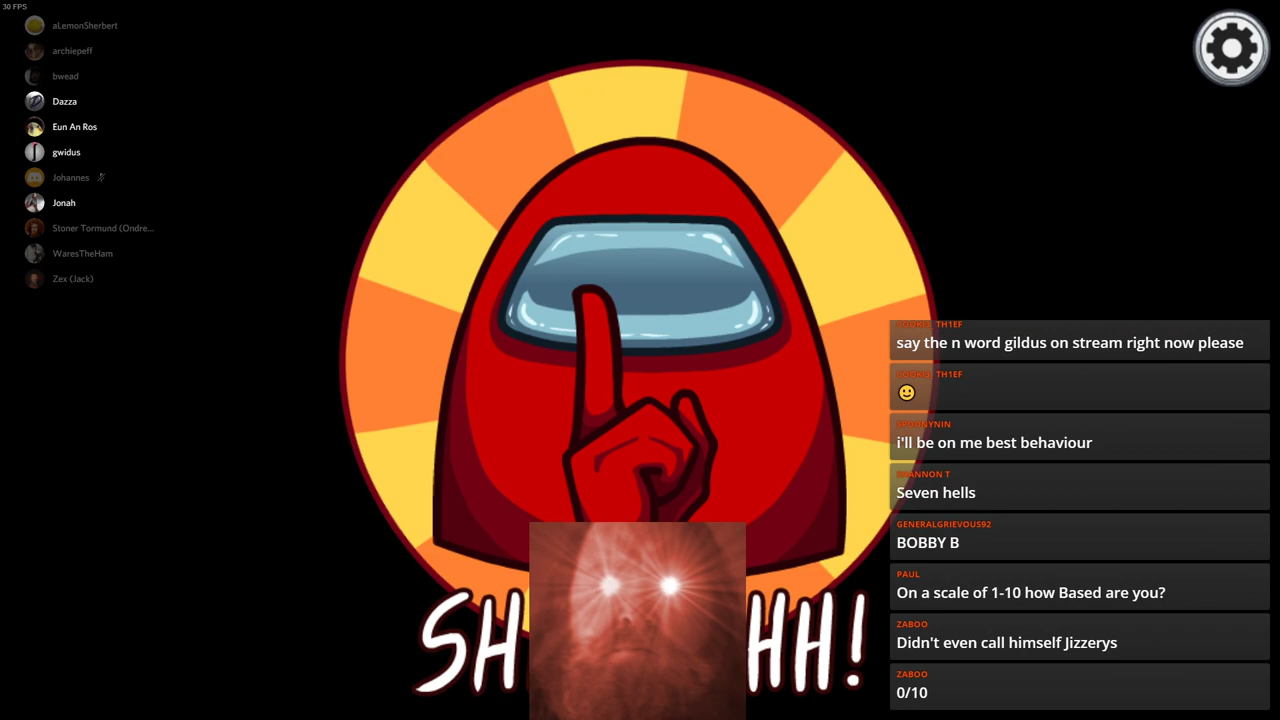 30 FPS
aLemonSherbert
archiepeff
bwead
Dazza
Eun An Ros
gwidus
Johannes
Jonah
Stoner Tormund (Ondre...
WaresTheHam
Zex (Jack)
TH1EF
say the n word gildus on stream right now please
TH1EF
i'll be on me best behaviour
Seven hells
GENERALGRIEVOUS92
BOBBY B
PAUL
On a scale of 1-10 how Based are you?
ZABOO
Didn't even call himself Jizzerys
ZABOO
0/10
SH HH!